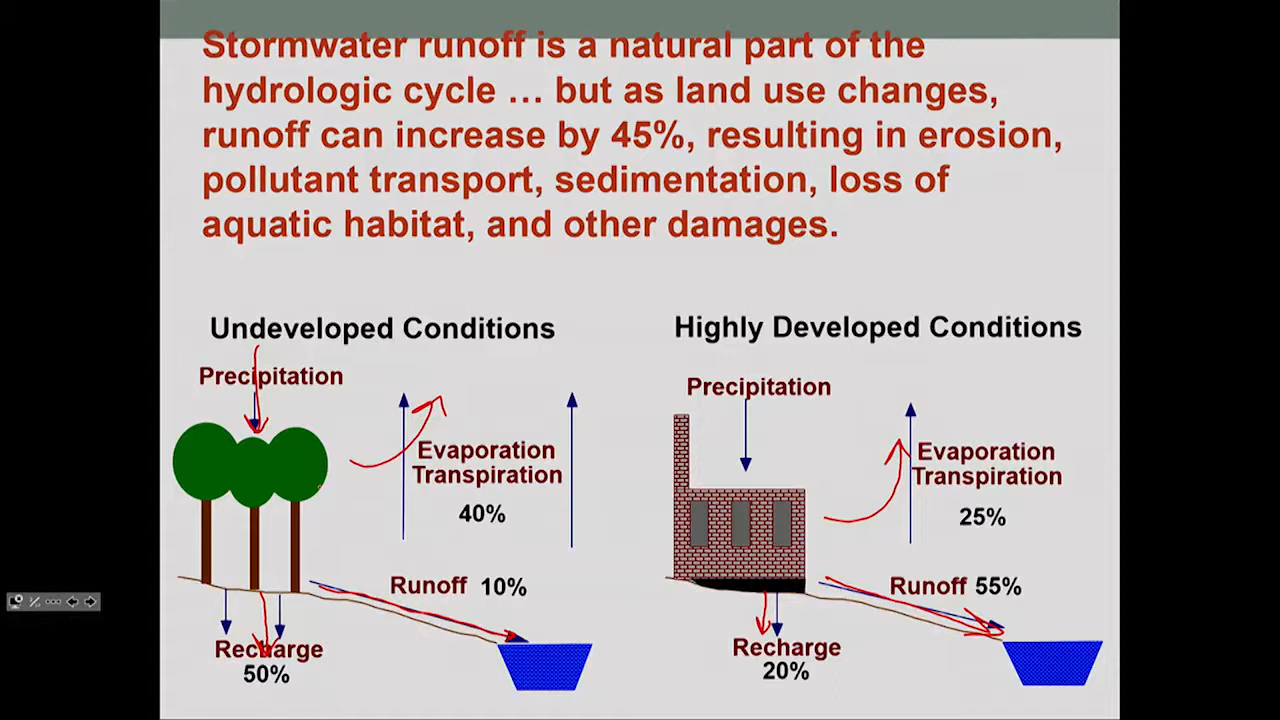 Stormwater runoff is a natural part of the
hydrologic cycle … but as land use changes,
runoff can increase by 45%, resulting in erosion,
pollutant transport, sedimentation, loss of
aquatic habitat, and other damages.
Undeveloped Conditions
Precipitation
Evaporation
Transpiration
40%
Runoff 10%
Recharge
50%
Highly Developed Conditions
Precipitation
Evaporation
Transpiration
25%
Runoff 55%
Recharge
20%